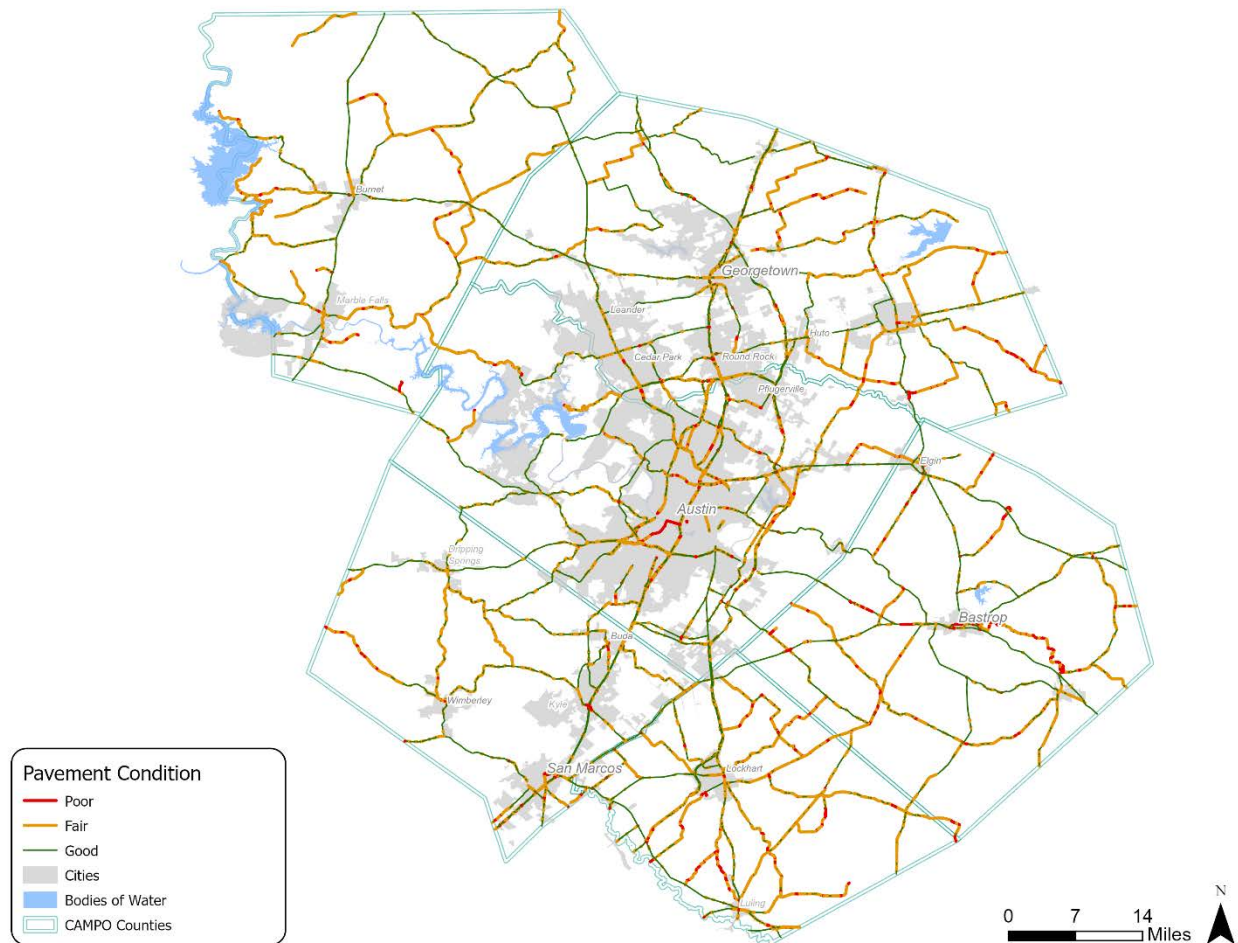 Burnet
Georgetown
Marble Falls
Leander
Huto
Cedar Park
Round Rock
Pflugerville
Elgin
Austin
Dripping
Springs
Bastrop
Buda
Wimberley
Kyle
San Marcos
Lockhart
Luling
Pavement Condition
Poor
Fair
Good
Cities
Bodies of Water
CAMPO Counties
N
0 7 14
Miles